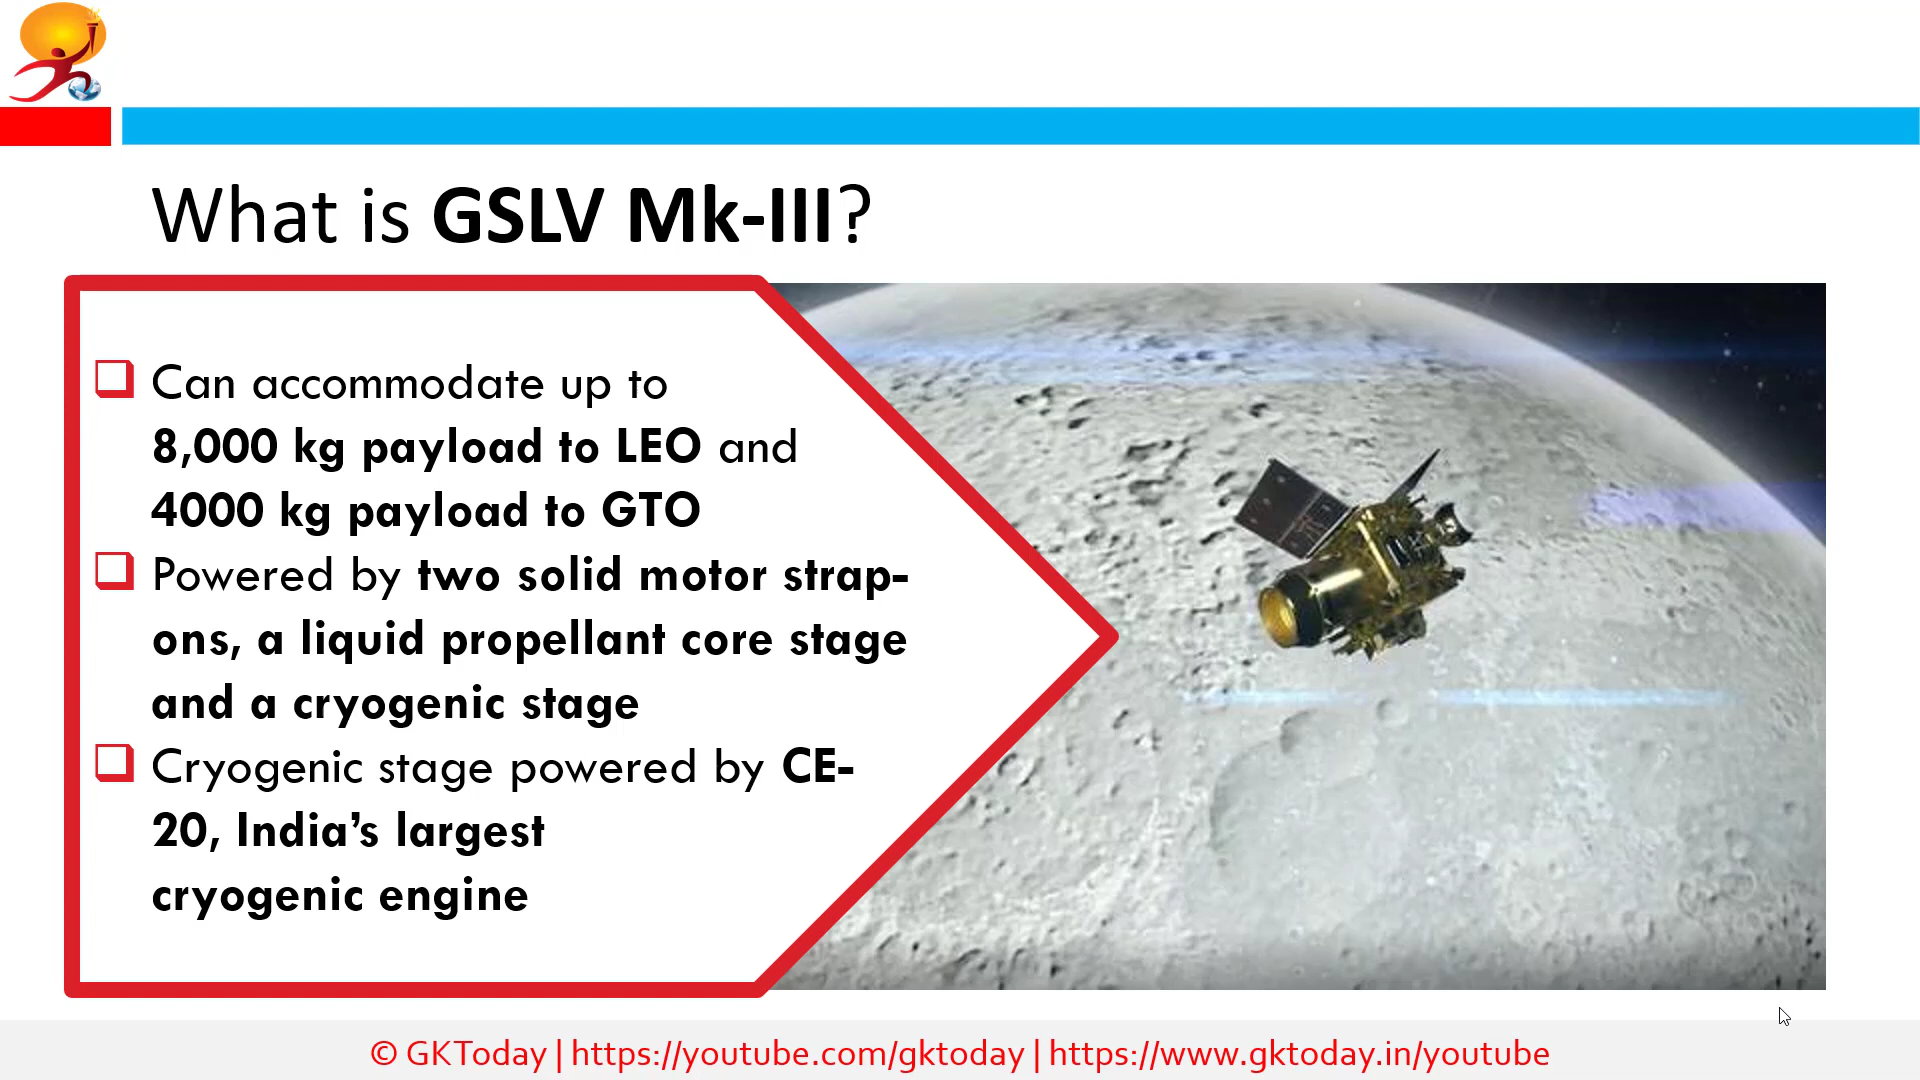 What is GSLV Mk-III?
Can accommodate up to
8,000 kg payload to LEO and
4000 kg payload to GTO
Powered by two solid motor strap-
ons, a liquid propellant core stage
and a cryogenic stage
Cryogenic stage powered by CE-
20, India’s largest
cryogenic engine
© GKToday | https://youtube.com/gktoday | https://www.gktoday.in/youtube